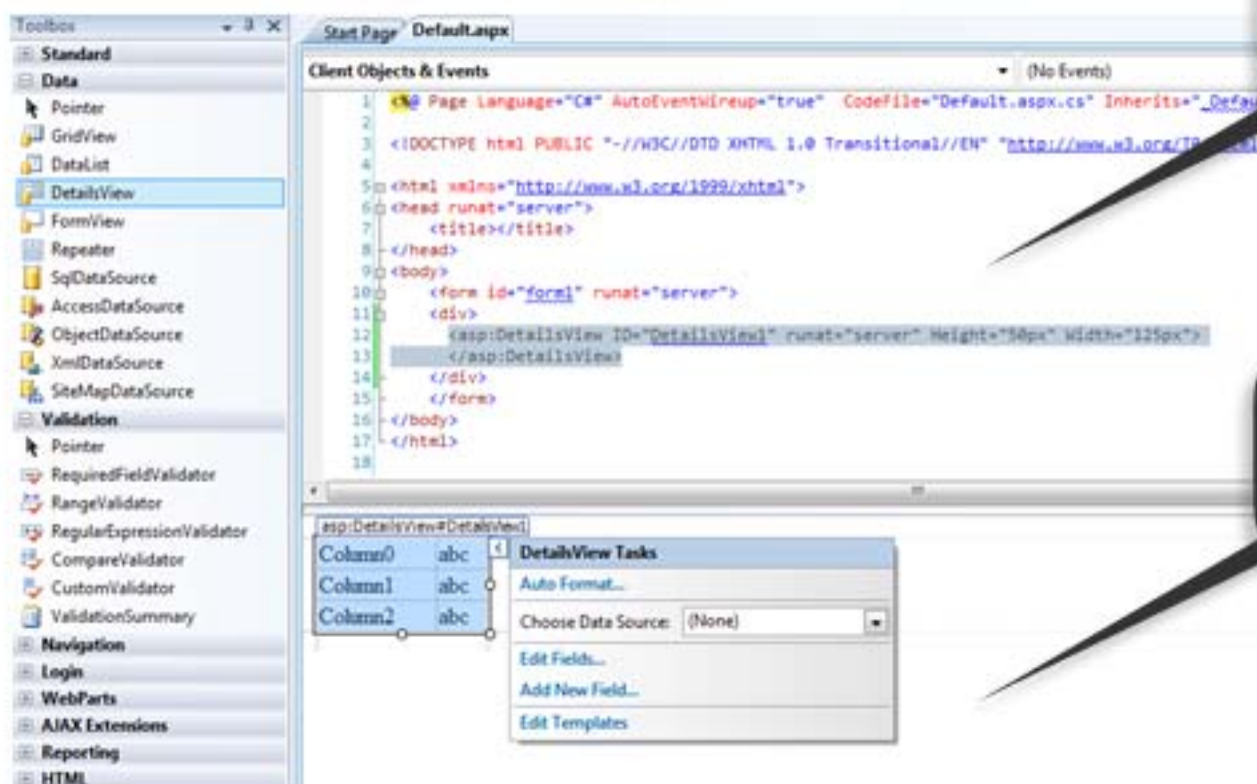 Toolbox
Standard
Data
Pointer
GridView
DataList
DetailsView
FormView
Repeater
SqlDataSource
AccessDataSource
ObjectDataSource
XmlDataSource
SiteMapDataSource
Validation
Pointer
RequiredFieldValidator
RangeValidator
RegularExpressionValidator
CompareValidator
CustomValidator
ValidationSummary
Navigation
Login
WebParts
AJAX Extensions
Reporting
HTML
Start Page Default.aspx
Client Objects & Events (No Events)
1 <%@ Page Language="C#" AutoEventWireup="true" CodeFile="Default.aspx.cs" Inherits="_Defau
2
3 <!DOCTYPE html PUBLIC "-//W3C//DTD XHTML 1.0 Transitional//EN" "http://www.w3.org/TR
4
5 <html xmlns="http://www.w3.org/1999/xhtml">
6 <head runat="server">
7 <title></title>
8 </head>
9 <body>
10 <form id="form1" runat="server">
11 <div>
12 <asp:DetailsView ID="DetailsView1" runat="server" Height="50px" Width="125px">
13 </asp:DetailsView>
14 </div>
15 </form>
16 </body>
17 </html>
18
asp:DetailsView#DetailsView1
Column0 abc
Column1 abc
Column2 abc
DetailsView Tasks
Auto Format...
Choose Data Source: (None)
Edit Fields...
Add New Field...
Edit Templates